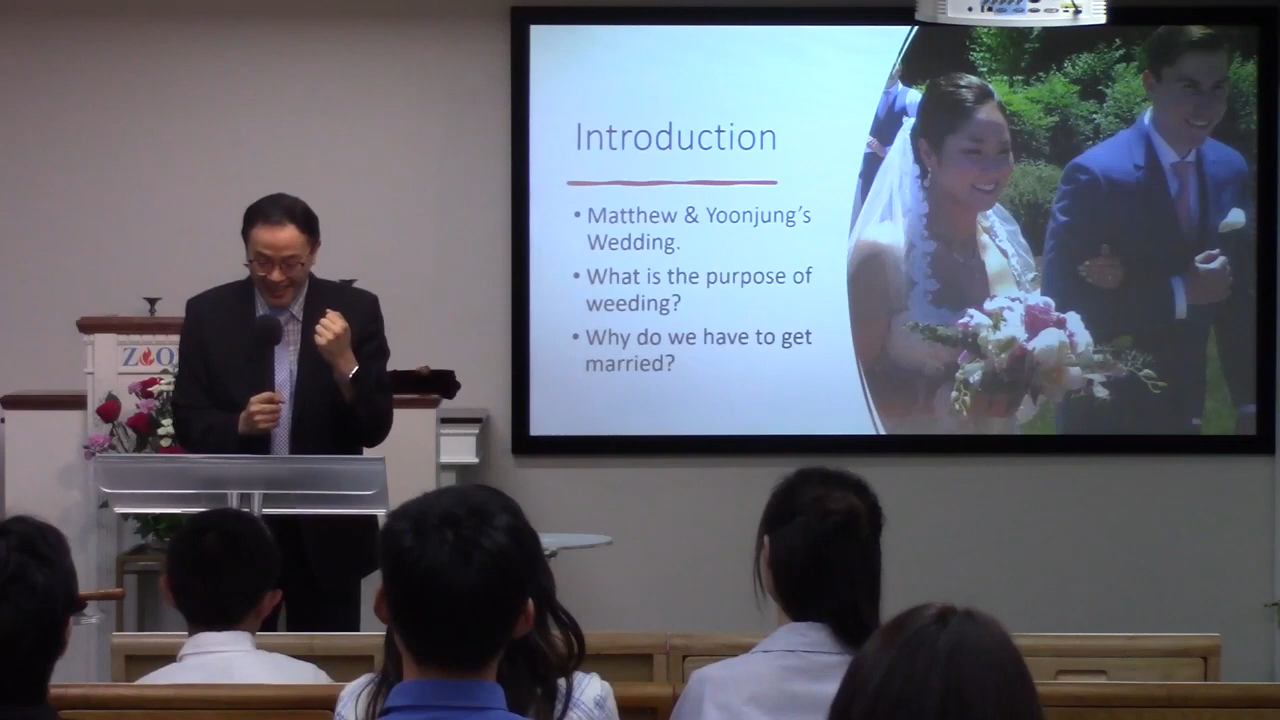 Introduction
• Matthew & Yoonjung's
Wedding.
• What is the purpose of
weeding?
• Why do we have to get
married?